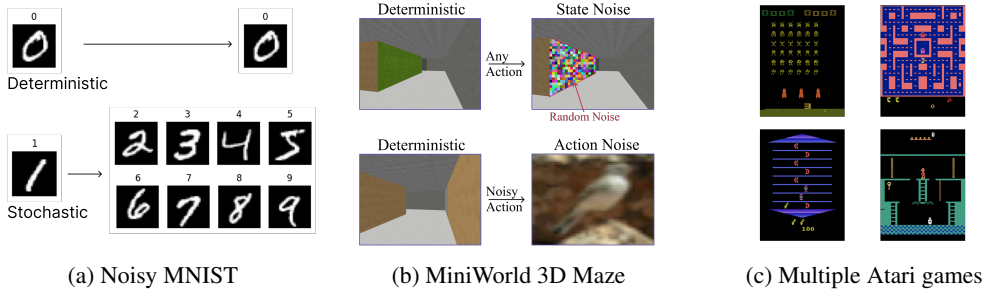 0
0
Deterministic
1
Stochastic
2 3 4 5
6 7 8 9
(a) Noisy MNIST
Deterministic
State Noise
Any
Action
Random Noise
Deterministic
Action Noise
Noisy
Action
(b) MiniWorld 3D Maze
100
(c) Multiple Atari games